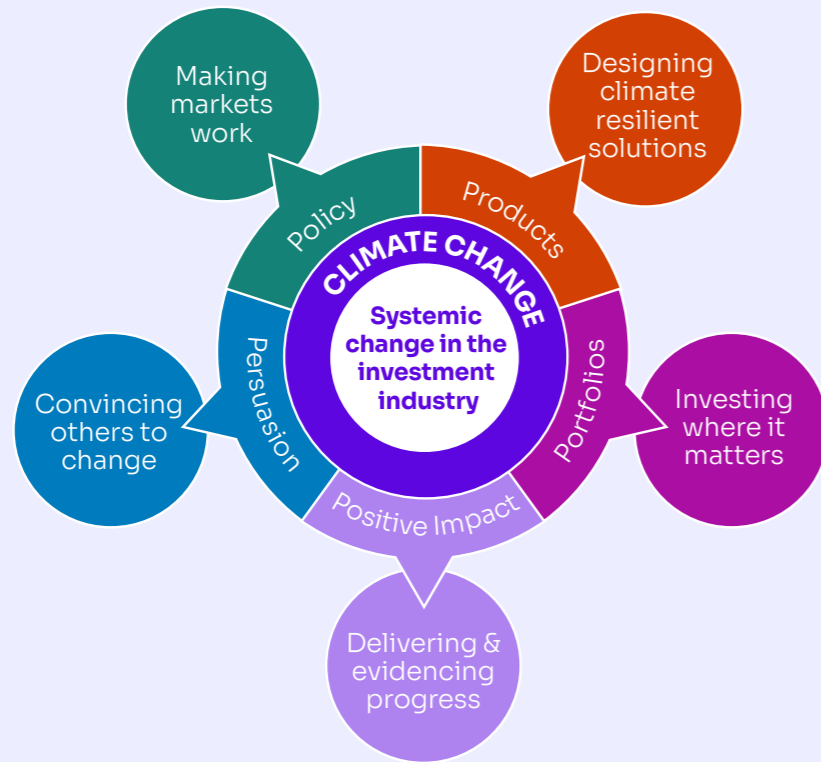 Making
markets
work
Designing
climate
resilient
solutions
Policy
Products
CLIMATE CHANGE
Systemic
change in the
investment
industry
Persuasion
Portfolios
Convincing
others to
change
Investing
where it
matters
Positive Impact
Delivering &
evidencing
progress